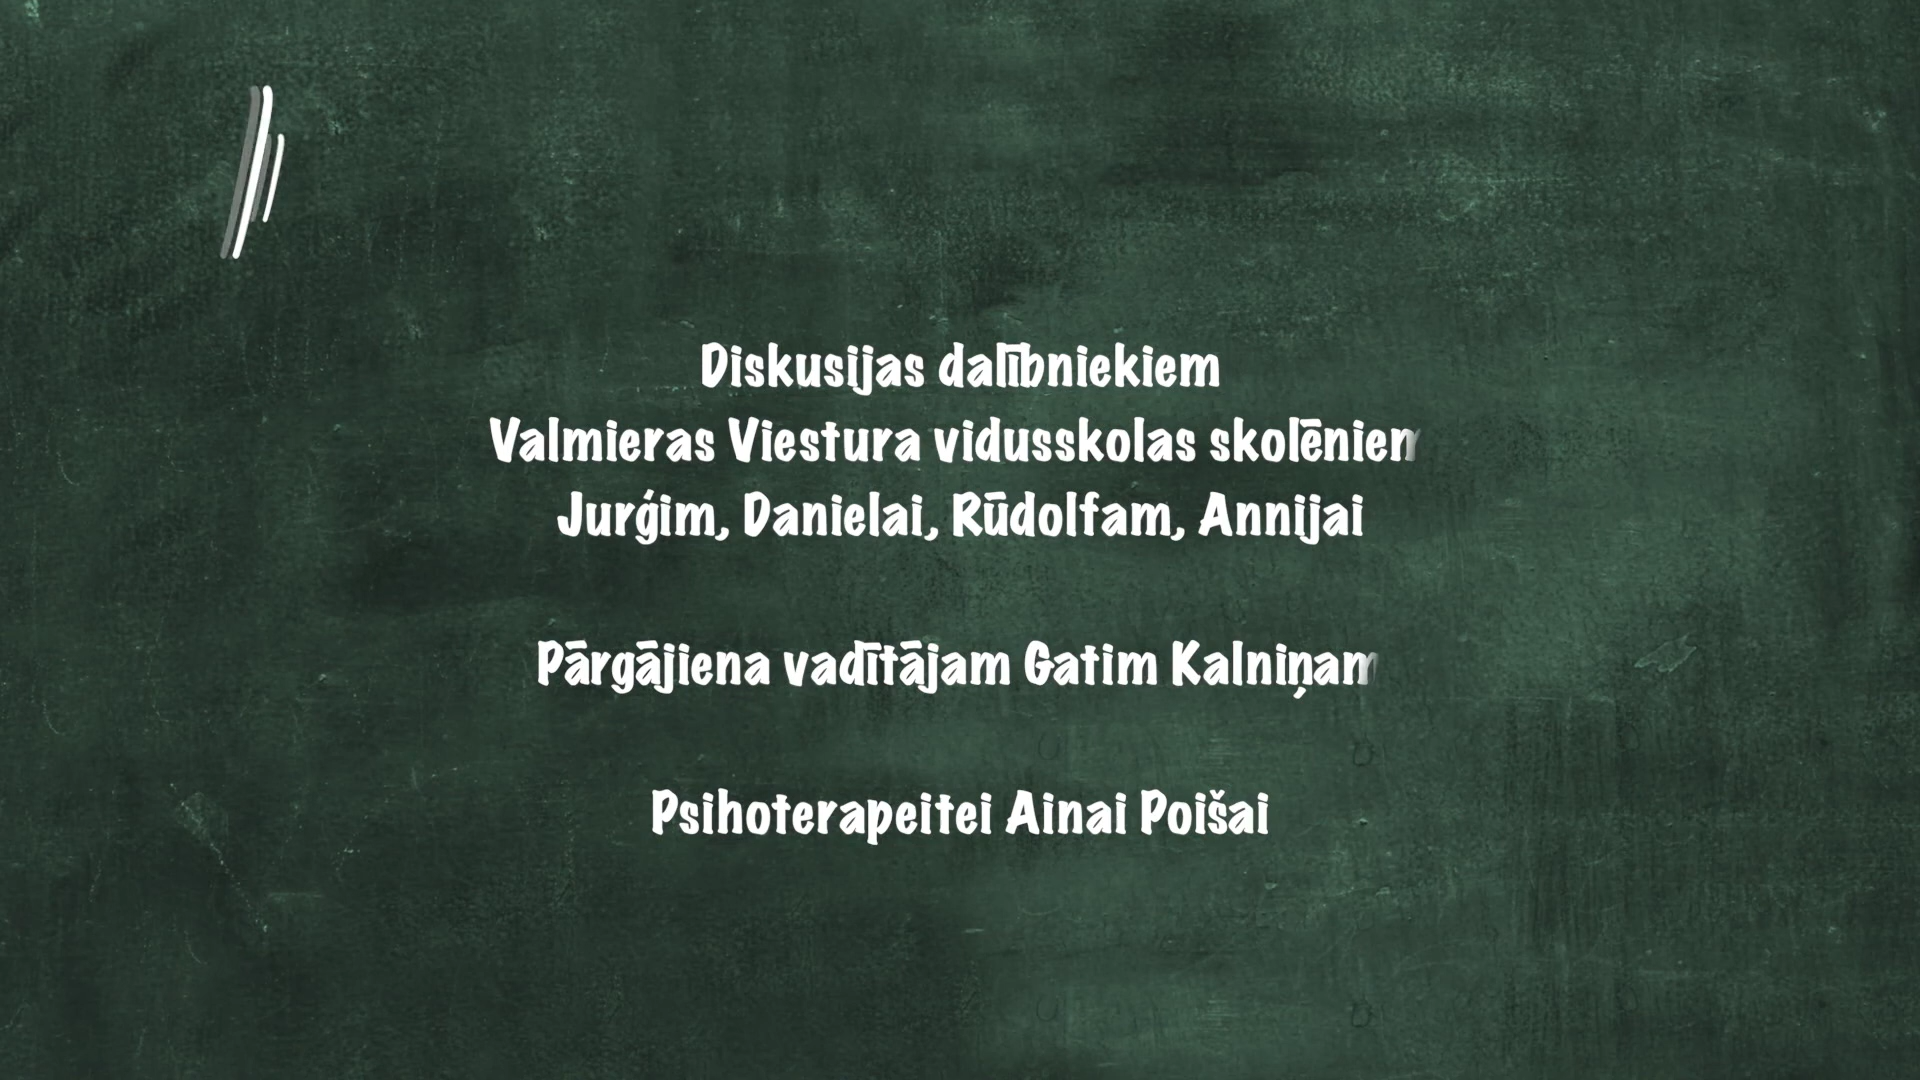 Diskusijas dalībniekiem
Valmieras Viestura vidusskolas skolēniem
Jurģim, Danielai, Rūdolfam, Annijai
Pārgājiena vadītājam Gatim Kalniņam
Psihoterapeitei Ainai Poišai